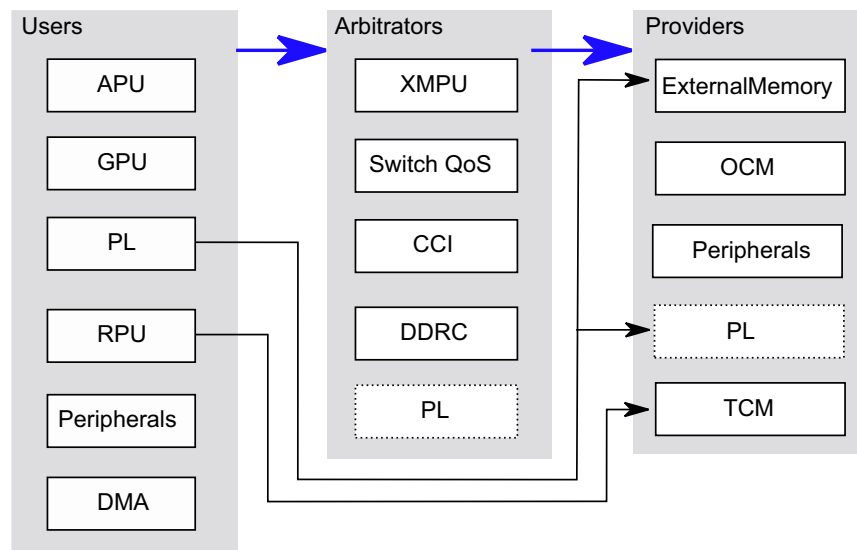 Users
APU
GPU
PL
RPU
Peripherals
DMA
Arbitrators
XMPU
Switch QoS
CCI
DDRC
PL
Providers
ExternalMemory
OCM
Peripherals
PL
TCM